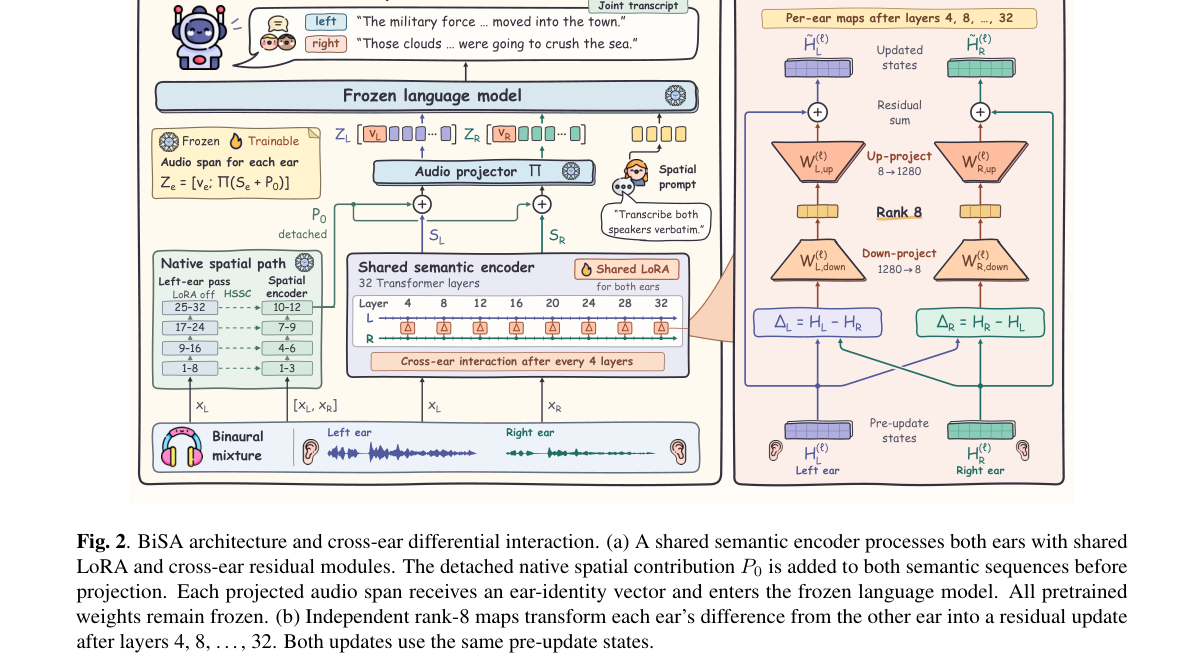 Joint transcript
left "The military force ... moved into the town."
right "Those clouds ... were going to crush the sea."
Frozen language model
Frozen Trainable
Audio span for each ear
Zₑ = [vₑ; Π(Sₑ + P₀)]
Z_L [V_L ...] Z_R [V_R ...]
Audio projector Π
Spatial
prompt
"Transcribe both
speakers verbatim."
P₀
detached
S_L
S_R
Native spatial path
Left-ear pass
LoRA off
HSSC
Spatial
encoder
25-32 10-12
17-24 7-9
9-16 4-6
1-8 1-3
Shared semantic encoder
32 Transformer layers
Shared LoRA
for both ears
Layer 4 8 12 16 20 24 28 32
L
Δ Δ Δ Δ Δ Δ Δ Δ
R
Cross-ear interaction after every 4 layers
x_L
[x_L, x_R]
x_L
x_R
Binaural
mixture
Left ear
Right ear
Per-ear maps after layers 4, 8, ..., 32
H̃_L^(ℓ)
Updated
states
H̃_R^(ℓ)
Residual
sum
W_L,up^(ℓ)
Up-project
8→1280
W_R,up^(ℓ)
Rank 8
W_L,down^(ℓ)
Down-project
1280→8
W_R,down^(ℓ)
Δ_L = H_L − H_R
Δ_R = H_R − H_L
Pre-update
states
H_L^(ℓ)
Left ear
H_R^(ℓ)
Right ear
Fig. 2. BiSA architecture and cross-ear differential interaction. (a) A shared semantic encoder processes both ears with shared
LoRA and cross-ear residual modules. The detached native spatial contribution P₀ is added to both semantic sequences before
projection. Each projected audio span receives an ear-identity vector and enters the frozen language model. All pretrained
weights remain frozen. (b) Independent rank-8 maps transform each ear's difference from the other ear into a residual update
after layers 4, 8, ..., 32. Both updates use the same pre-update states.